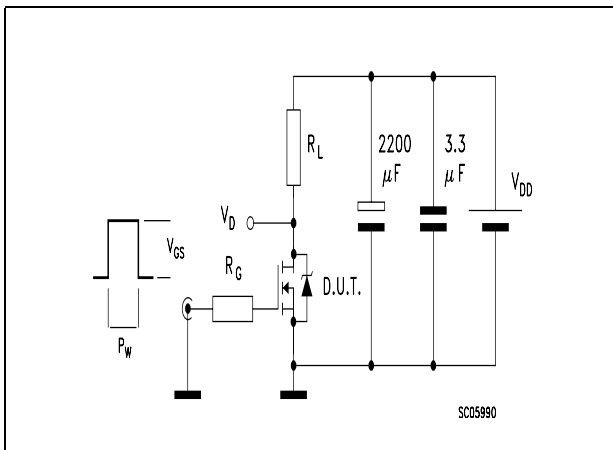 R_L
2200
μF
3.3
μF
V_DD
V_D
V_GS
R_G
D.U.T.
P_W
SC05990